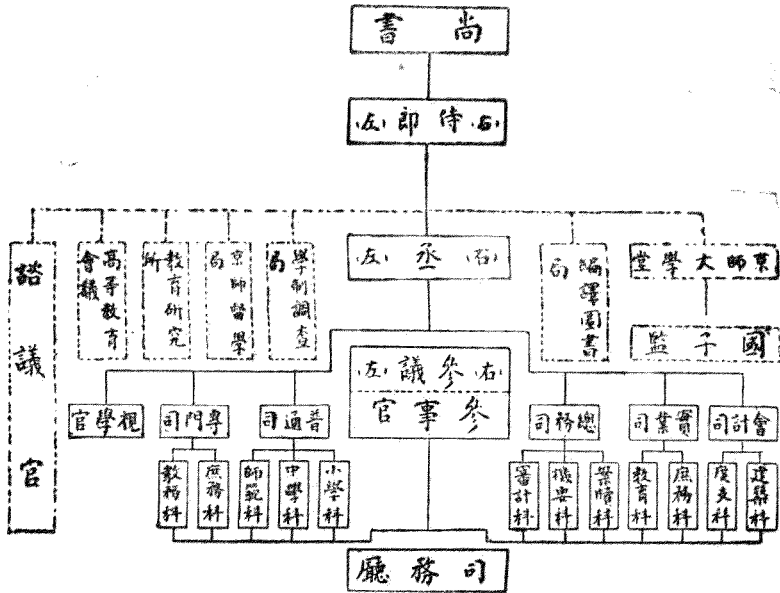 尚書
(右)侍郎(左)
京師大學堂
國子監
編譯圖書
局
(右)丞(左)
學制調查
局
京師督學
局
教育研究
所
高等教育
會議
諮議官
(右)參議(左)
參事官
會計司
實業司
總務司
普通司
專門司
視學官
建築科
度支科
庶務科
教育科
案牘科
機要科
審計科
小學科
中學科
師範科
庶務科
教務科
司務廳